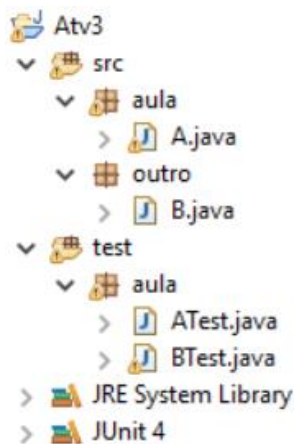 Atv3
src
aula
A.java
outro
B.java
test
aula
ATest.java
BTest.java
JRE System Library
JUnit 4